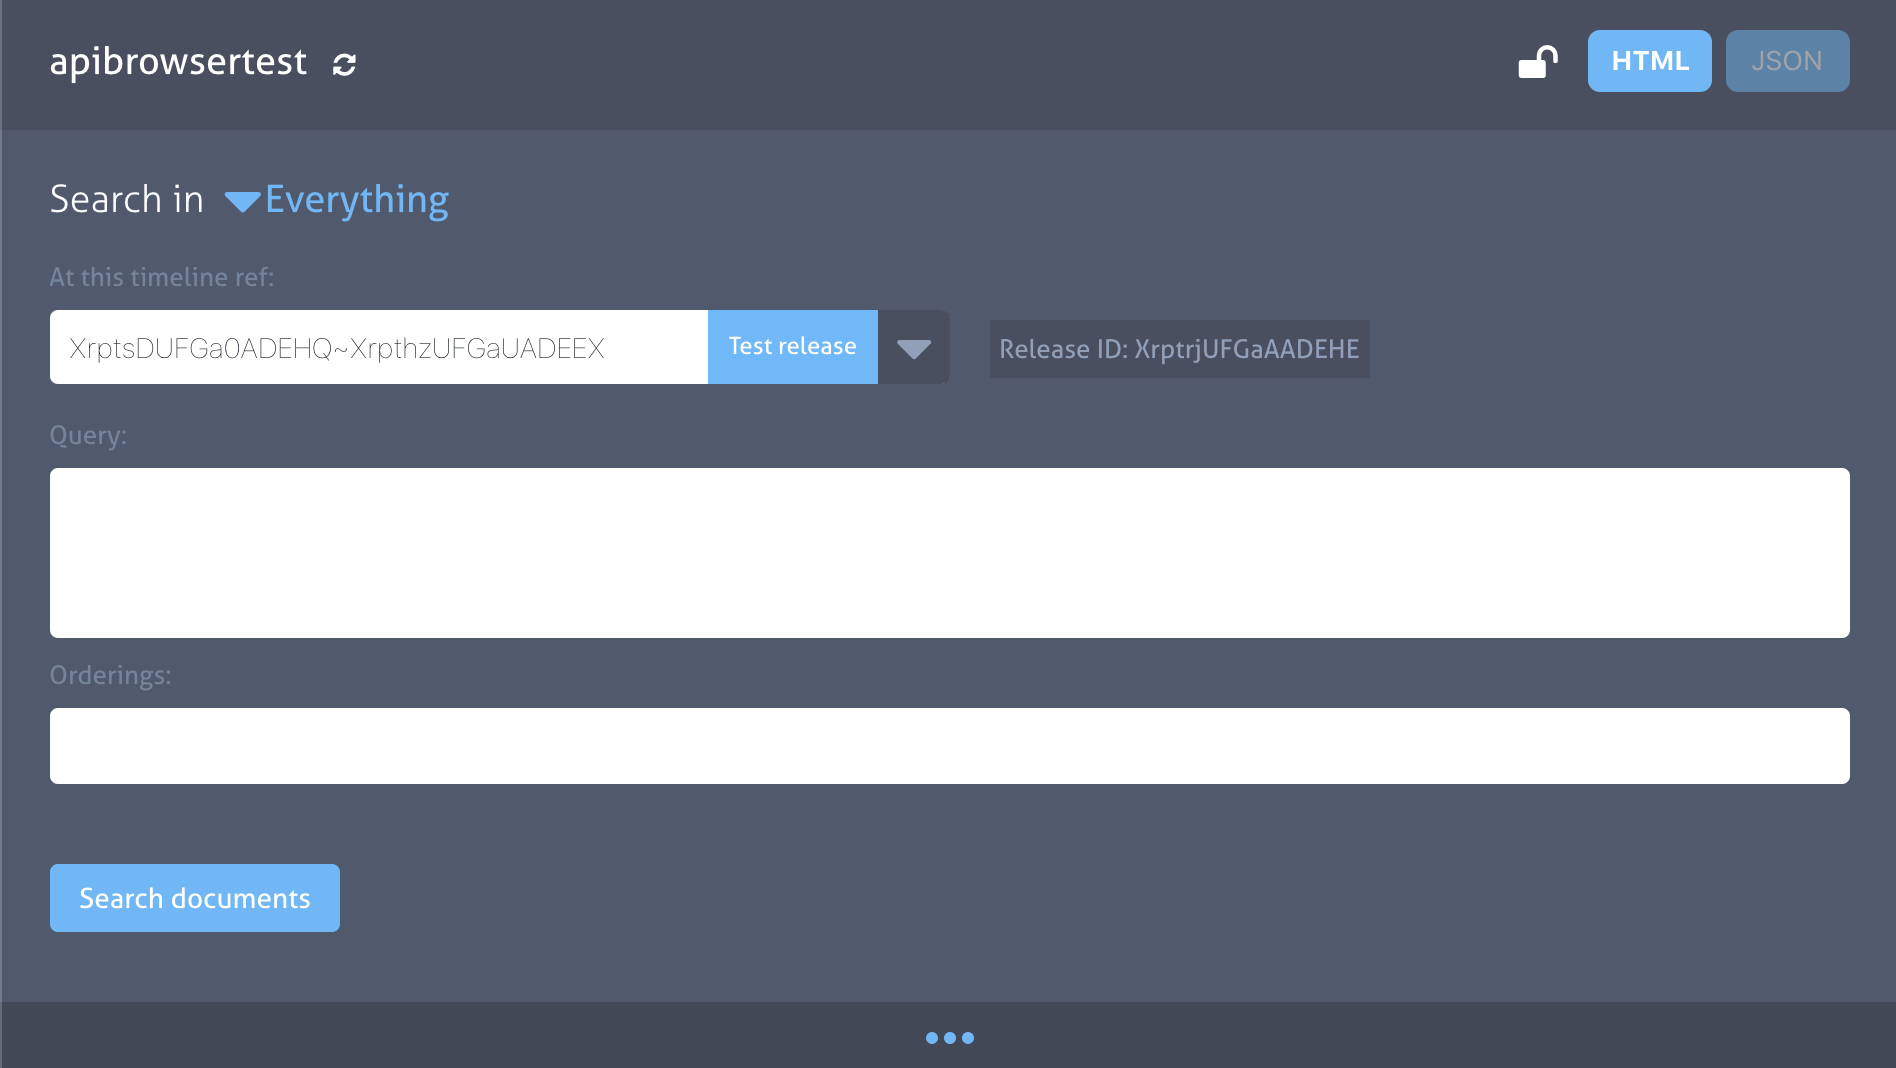 apibrowsertest
HTML
JSON
Search in Everything
At this timeline ref:
XrptsDUFGa0ADEHQ~XrpthzUFGaUADEEX
Test release
Release ID: XrptrjUFGaAADEHE
Query:
Orderings:
Search documents